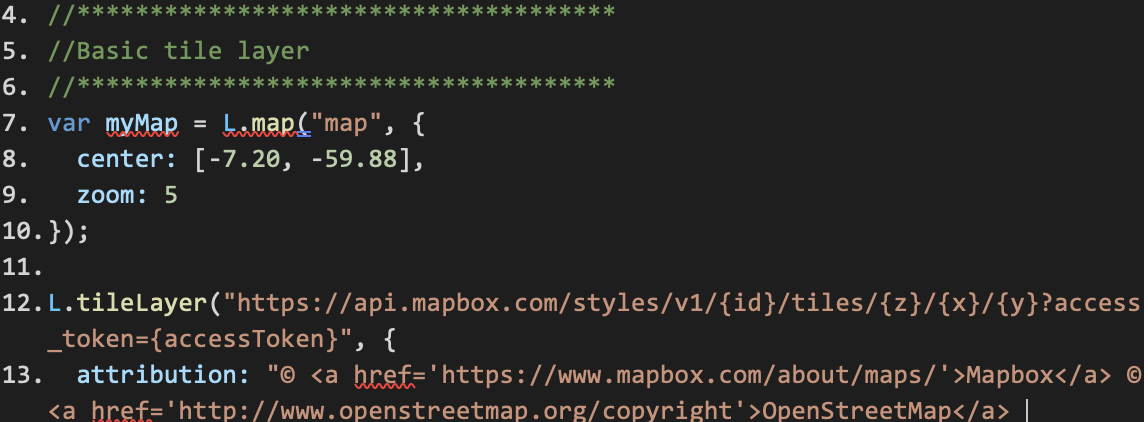 4. //*************************************
5. //Basic tile layer
6. //*************************************
7. var myMap = L.map("map", {
8.   center: [-7.20, -59.88],
9.   zoom: 5
10.});
11.
12.L.tileLayer("https://api.mapbox.com/styles/v1/{id}/tiles/{z}/{x}/{y}?access
_token={accessToken}", {
13.  attribution: "© <a href='https://www.mapbox.com/about/maps/'>Mapbox</a> ©
<a href='http://www.openstreetmap.org/copyright'>OpenStreetMap</a>